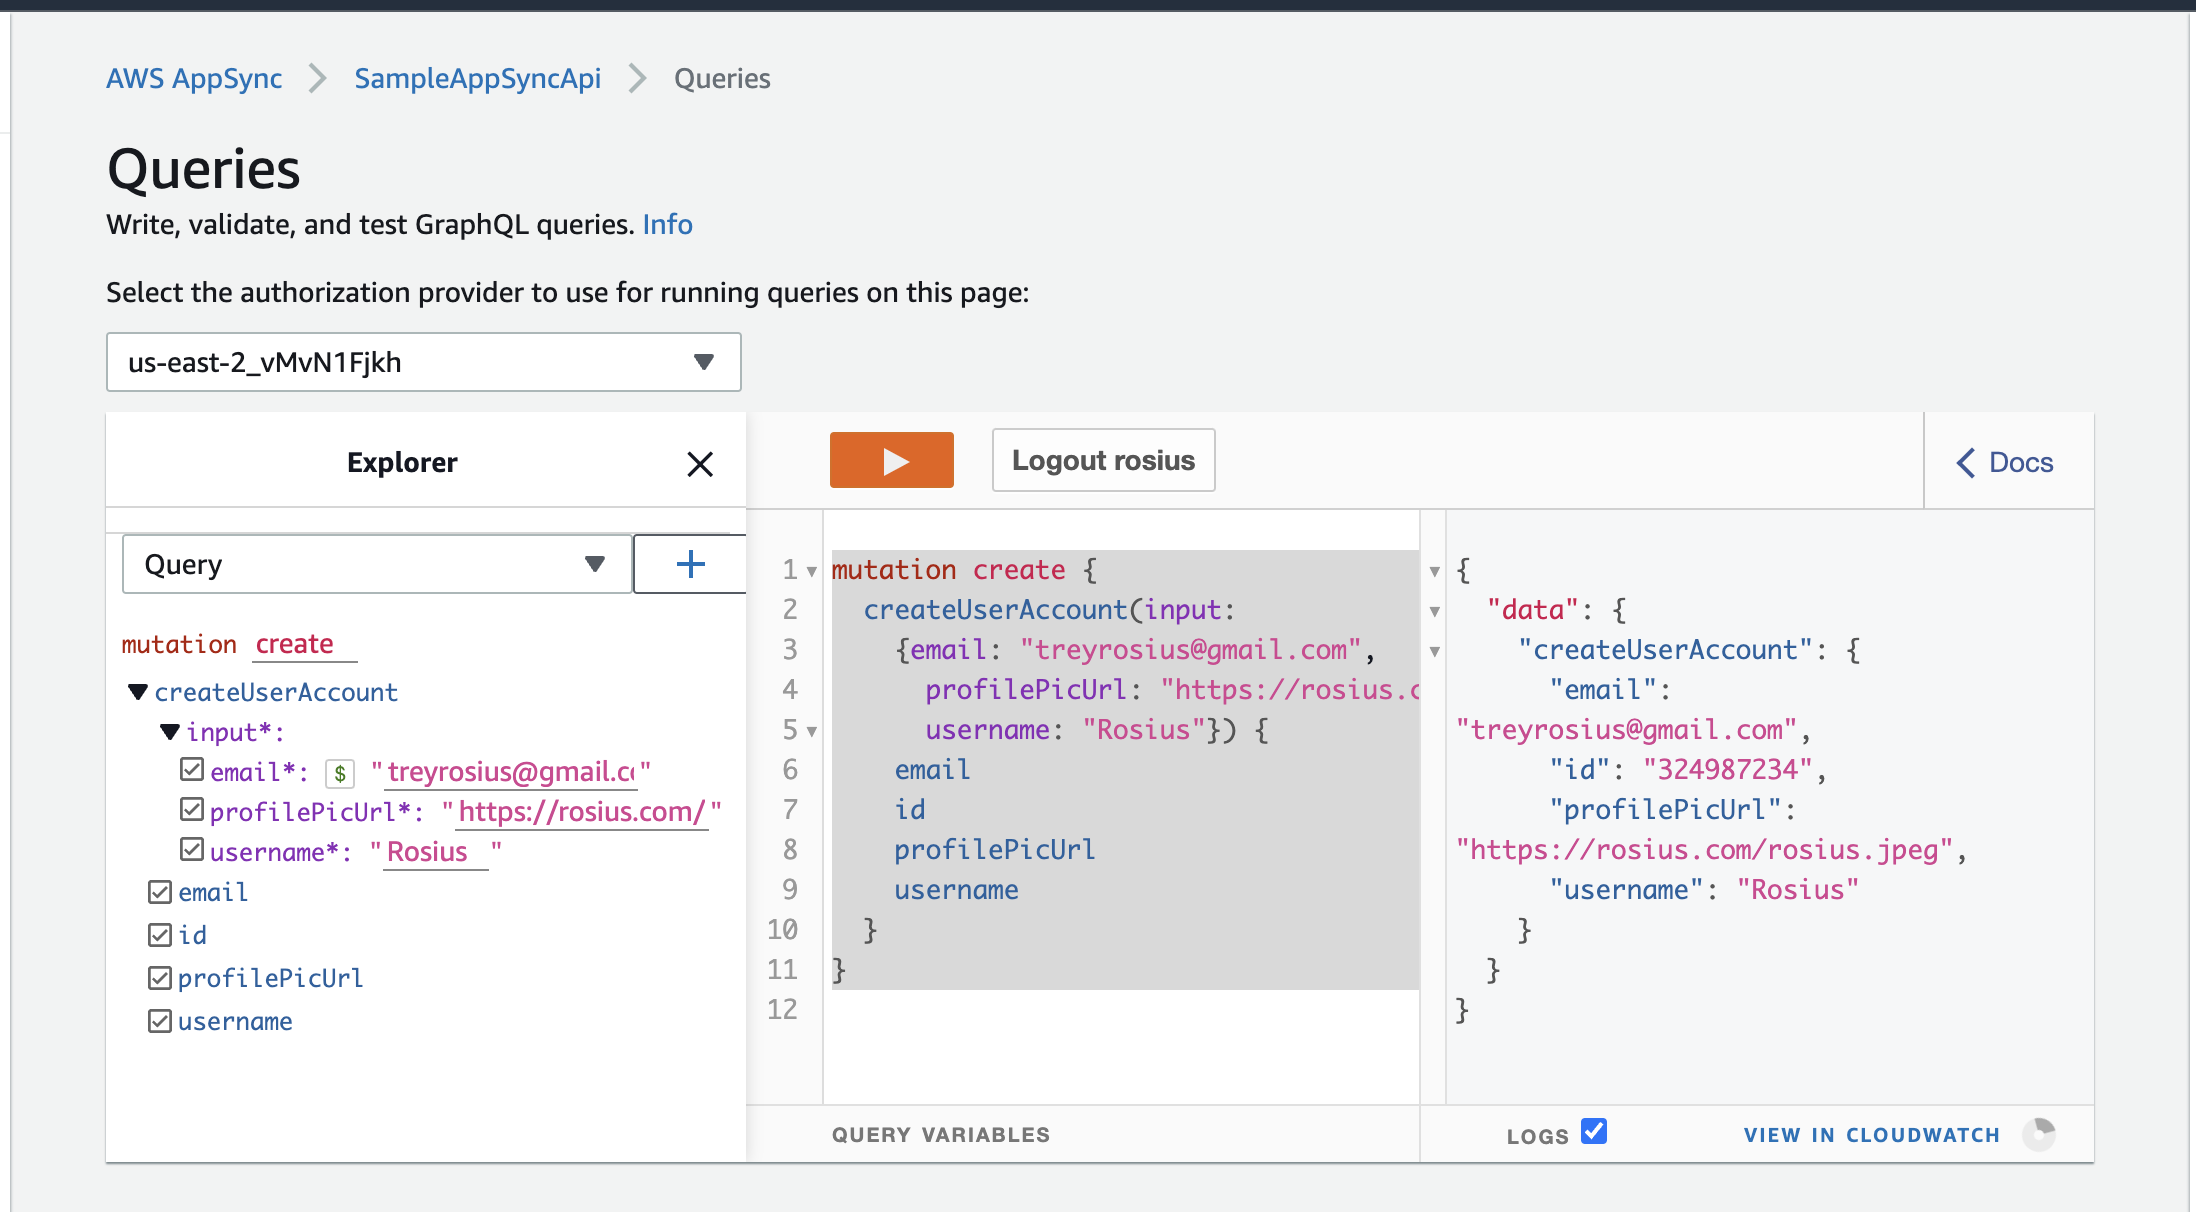 AWS AppSync > SampleAppSyncApi > Queries
Queries
Write, validate, and test GraphQL queries. Info
Select the authorization provider to use for running queries on this page:
us-east-2_vMvN1Fjkh
Explorer
Query
+
mutation create
createUserAccount
input*:
email*: $ "treyrosius@gmail.c"
profilePicUrl*: "https://rosius.com/"
username*: "Rosius"
email
id
profilePicUrl
username
Logout rosius
Docs
1 mutation create {
2 createUserAccount(input:
3 {email: "treyrosius@gmail.com",
4 profilePicUrl: "https://rosius.c
5 username: "Rosius"}) {
6 email
7 id
8 profilePicUrl
9 username
10 }
11 }
12
{
"data": {
"createUserAccount": {
"email":
"treyrosius@gmail.com",
"id": "324987234",
"profilePicUrl":
"https://rosius.com/rosius.jpeg",
"username": "Rosius"
}
}
}
QUERY VARIABLES
LOGS
VIEW IN CLOUDWATCH